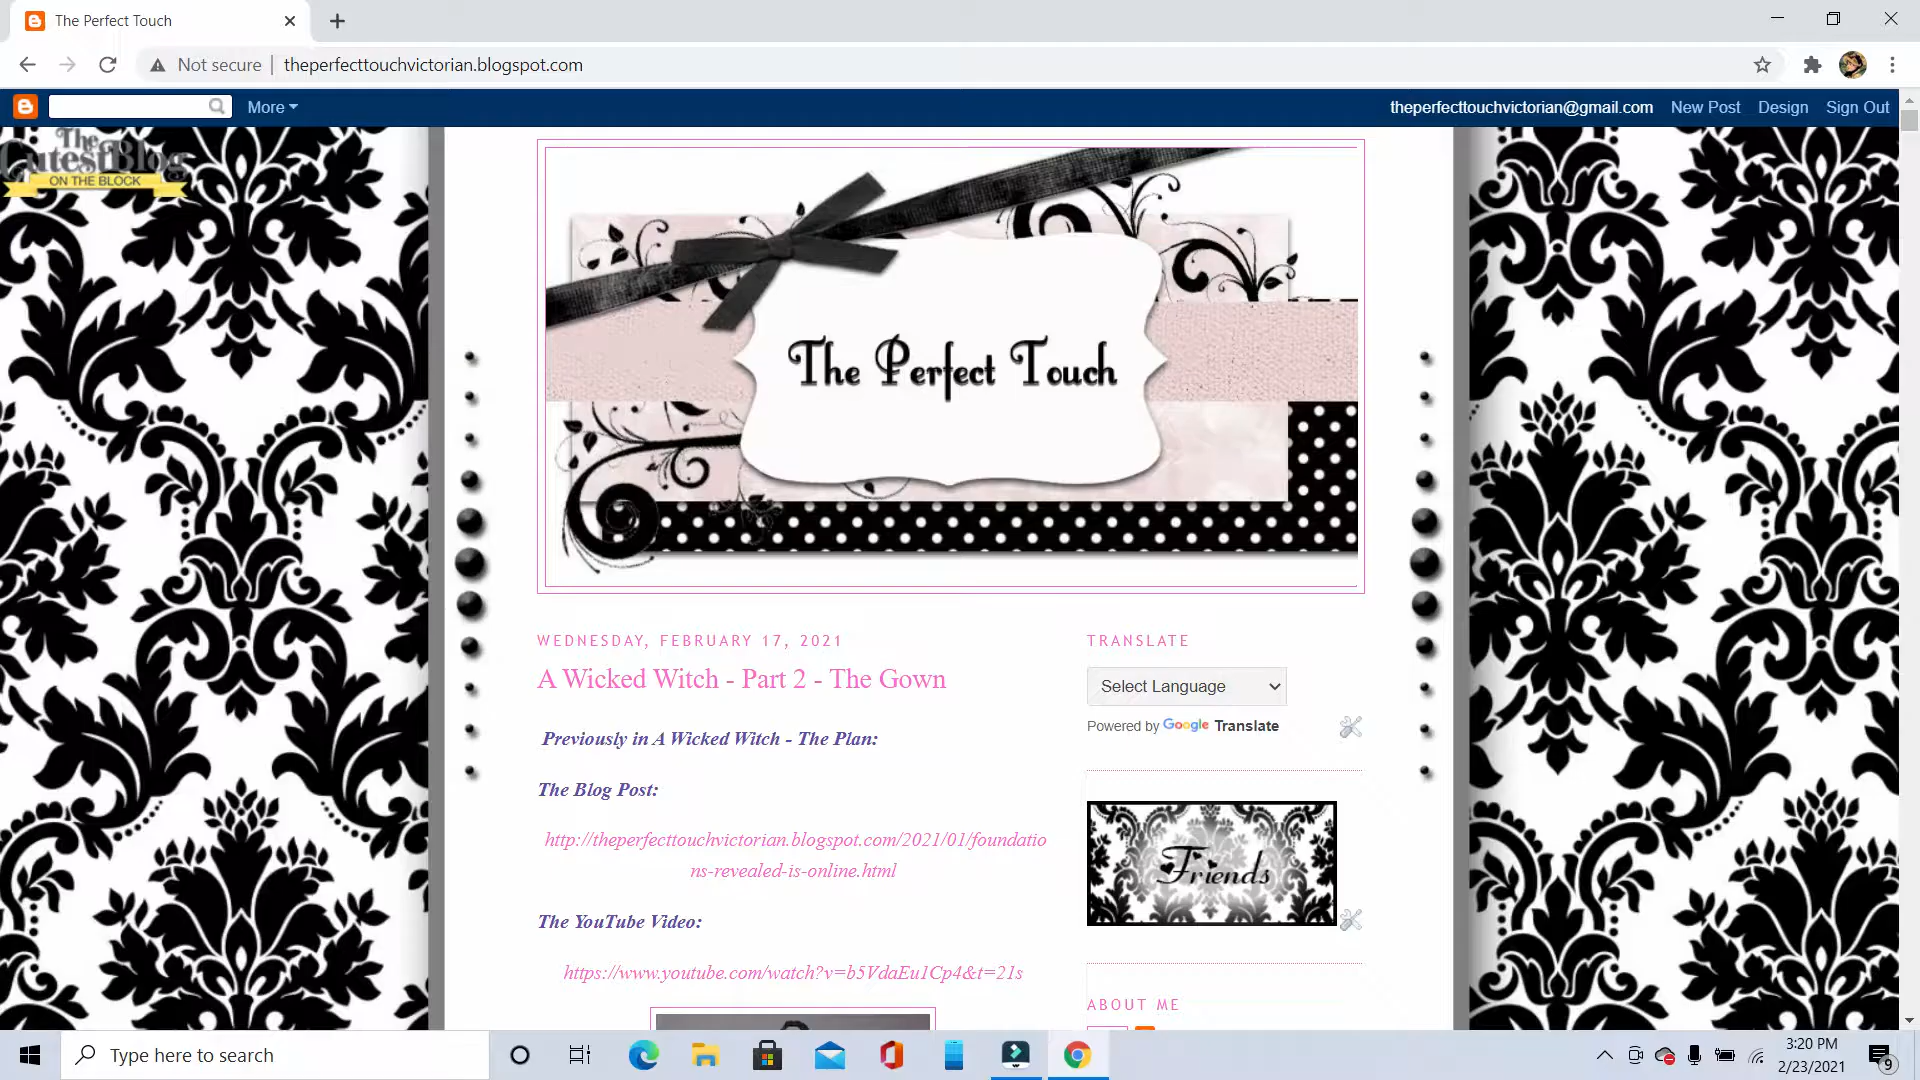 The Perfect Touch
Not secure theperfecttouchvictorian.blogspot.com
More theperfecttouchvictorian@gmail.com New Post Design Sign Out
The
CutestBlog
ON THE BLOCK
The Perfect Touch
WEDNESDAY, FEBRUARY 17, 2021
A Wicked Witch - Part 2 - The Gown
Previously in A Wicked Witch - The Plan:
The Blog Post:
http://theperfecttouchvictorian.blogspot.com/2021/01/foundatio
ns-revealed-is-online.html
The YouTube Video:
https://www.youtube.com/watch?v=b5VdaEu1Cp4&t=21s
TRANSLATE
Select Language
Powered by Google Translate
Friends
ABOUT ME
Type here to search
3:20 PM
2/23/2021
9